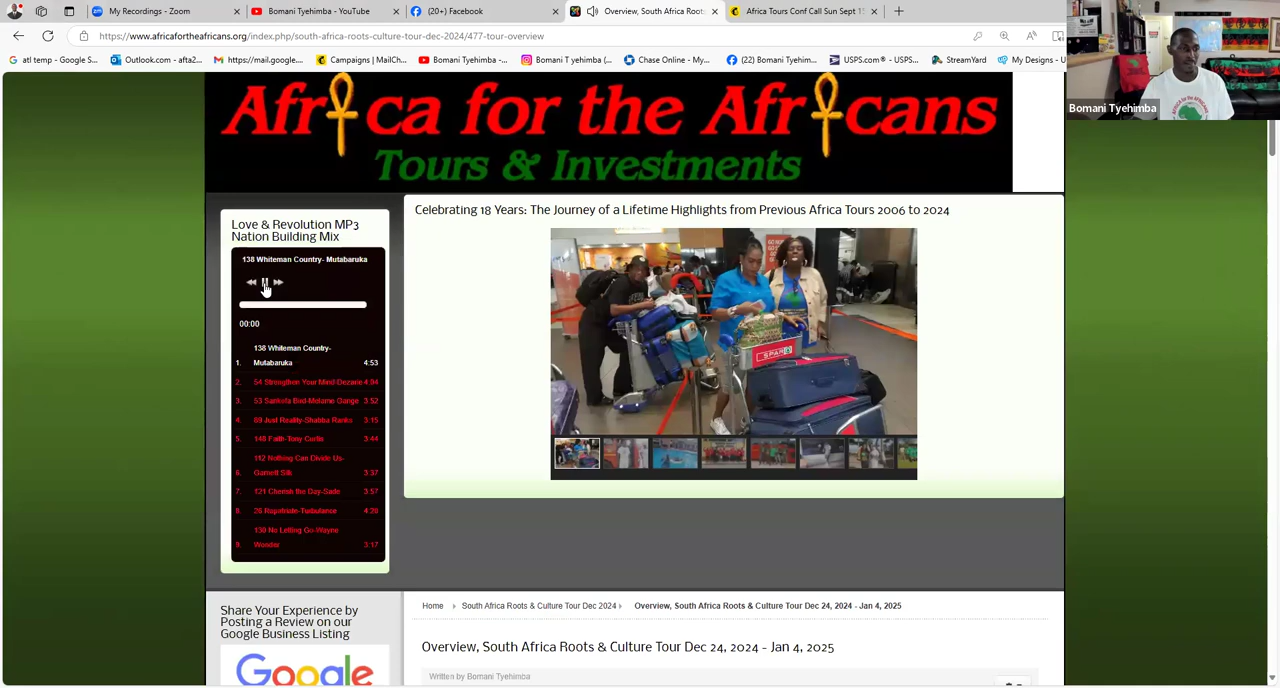 My Recordings - Zoom
Bomani Tyehimba - YouTube
(20+) Facebook
Overview, South Africa Roots
Africa Tours Conf Call Sun Sept 1
https://www.africafortheafricans.org/index.php/south-africa-roots-culture-tour-dec-2024/477-tour-overview
atl temp - Google S...
Outlook.com - afta2...
https://mail.google....
Campaigns | MailCh...
Bomani Tyehimba -...
Bomani T yehimba (...
Chase Online - My...
(22) Bomani Tyehim...
USPS.com® - USPS...
StreamYard
My Designs - U
Bomani Tyehimba
Africa for the Africans
Tours & Investments
Love & Revolution MP3
Nation Building Mix
138 Whiteman Country- Mutabaruka
00:00
138 Whiteman Country-
1. Mutabaruka 4:53
2. 54 Strengthen Your Mind-Dezarie 4:04
3. 53 Sankofa Bird-Molame Gange 3:52
4. 89 Just Reality-Shabba Ranks 3:15
5. 148 Faith-Tony Curtis 3:44
112 Nothing Can Divide Us-
6. Garnett Silk 3:37
7. 121 Cherish the Day-Sade 3:57
8. 26 Repatriate-Turbulance 4:20
139 No Letting Go-Wayne
9. Wonder 3:17
Celebrating 18 Years: The Journey of a Lifetime Highlights from Previous Africa Tours 2006 to 2024
SPAR
Share Your Experience by
Posting a Review on our
Google Business Listing
Google
Home
South Africa Roots & Culture Tour Dec 2024
Overview, South Africa Roots & Culture Tour Dec 24, 2024 - Jan 4, 2025
Overview, South Africa Roots & Culture Tour Dec 24, 2024 - Jan 4, 2025
Written by Bomani Tyehimba